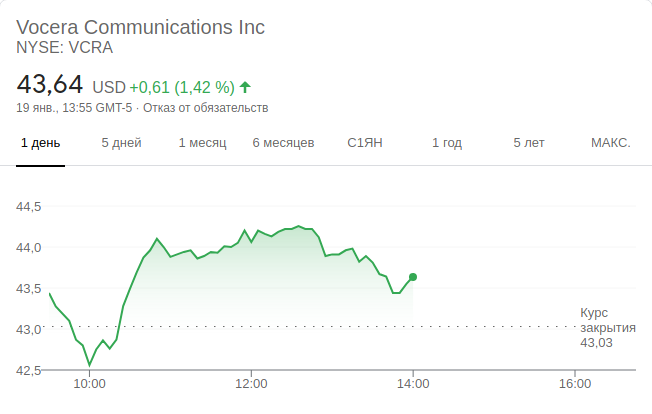 Vocera Communications Inc
NYSE: VCRA
43,64 USD +0,61 (1,42 %)
19 янв., 13:55 GMT-5 · Отказ от обязательств
1 день 5 дней 1 месяц 6 месяцев С1ЯН 1 год 5 лет МАКС.
44,5
44,0
43,5
43,0
42,5
Курс
закрытия
43,03
10:00 12:00 14:00 16:00